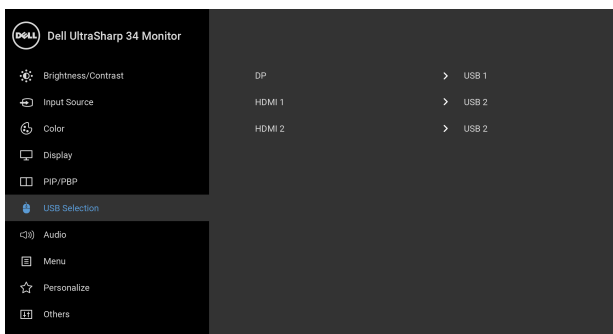 DELL Dell UltraSharp 34 Monitor
Brightness/Contrast DP > USB 1
Input Source HDMI 1 > USB 2
Color HDMI 2 > USB 2
Display
PIP/PBP
USB Selection
Audio
Menu
Personalize
Others